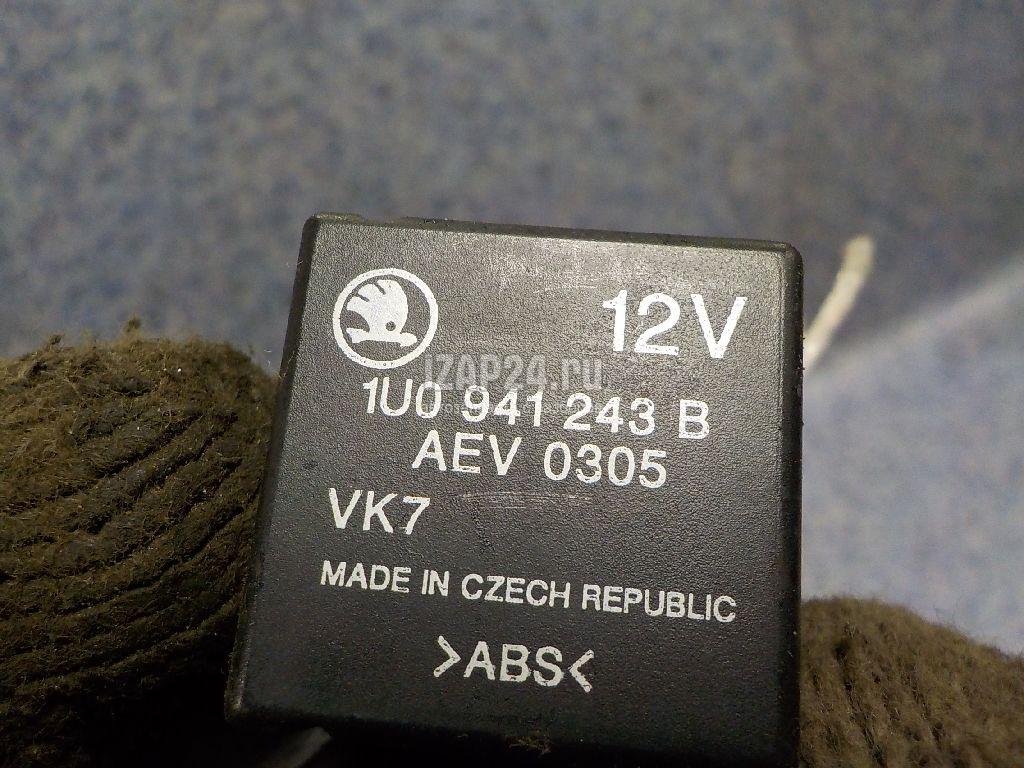 12V
IZAP24.ru
1U0 941 243 B
AEV 0305
VK7
MADE IN CZECH REPUBLIC
>ABS<